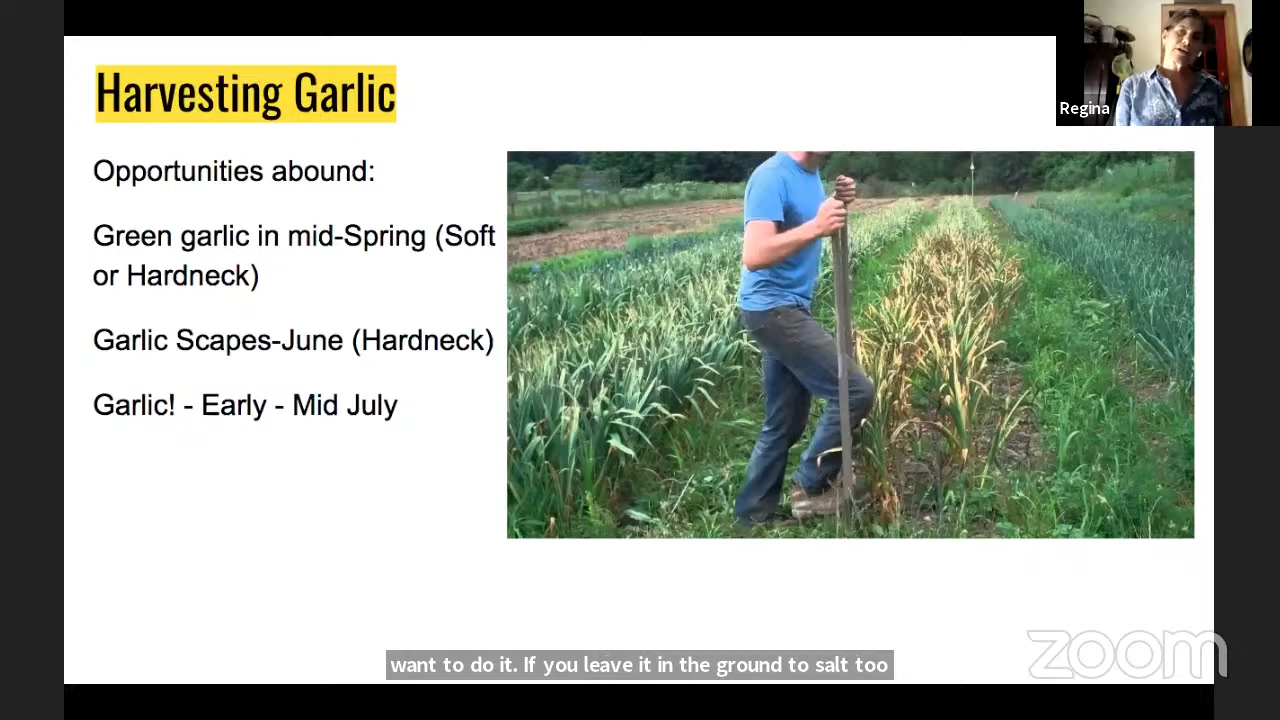 Harvesting Garlic
Regina
Opportunities abound:
Green garlic in mid-Spring (Soft
or Hardneck)
Garlic Scapes-June (Hardneck)
Garlic! - Early - Mid July
want to do it. If you leave it in the ground to salt too
zoom